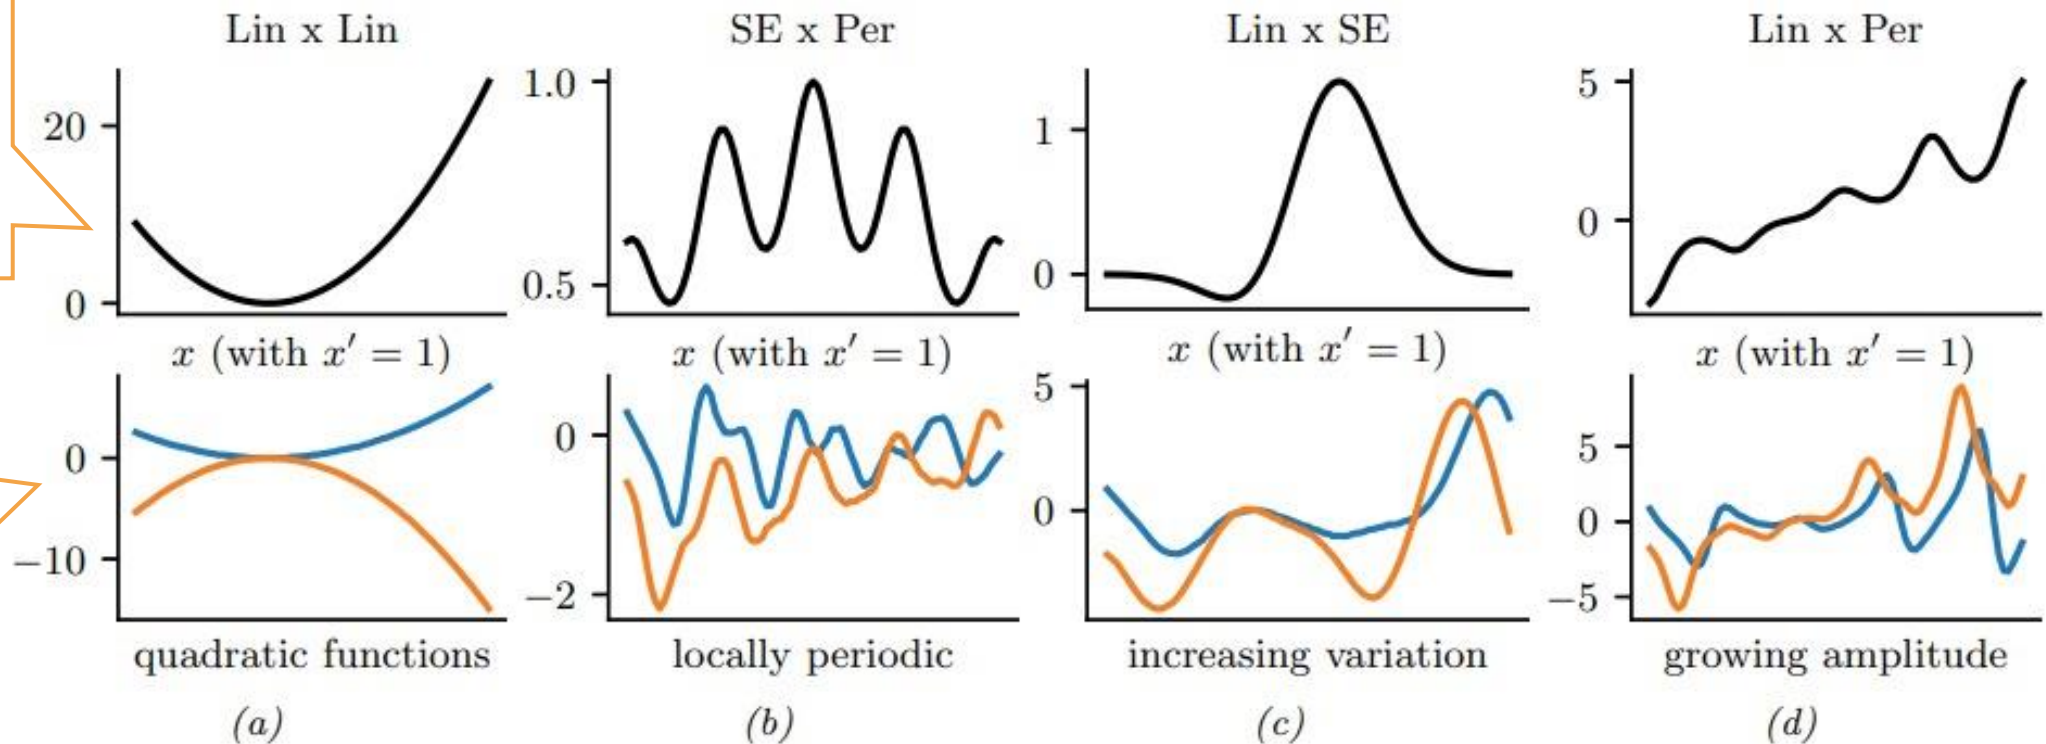 Lin x Lin
SE x Per
Lin x SE
Lin x Per
20
0
1.0
0.5
1
0
5
0
x (with x′ = 1)
x (with x′ = 1)
x (with x′ = 1)
x (with x′ = 1)
0
−10
0
−2
5
0
5
0
−5
quadratic functions
locally periodic
increasing variation
growing amplitude
(a)
(b)
(c)
(d)